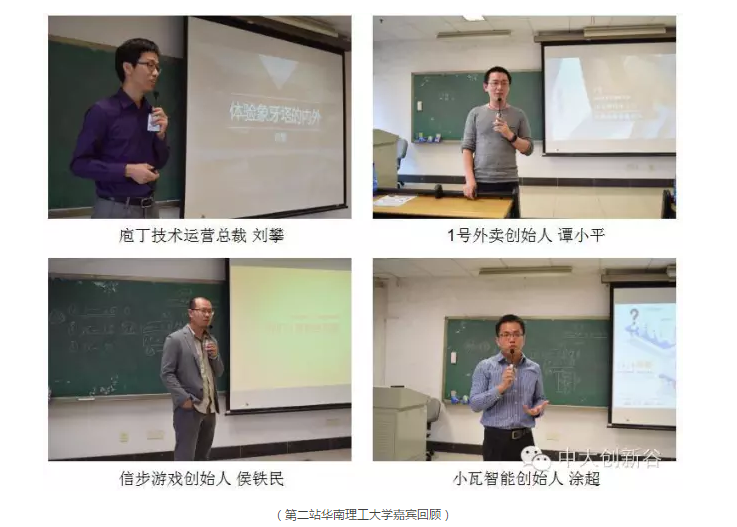 体验象牙塔的内外
刘攀
庖丁技术运营总裁 刘攀
1号外卖创始人 谭小平
信步游戏创始人 侯铁民
中大创新谷
小瓦智能创始人 涂超
（第二站华南理工大学嘉宾回顾）